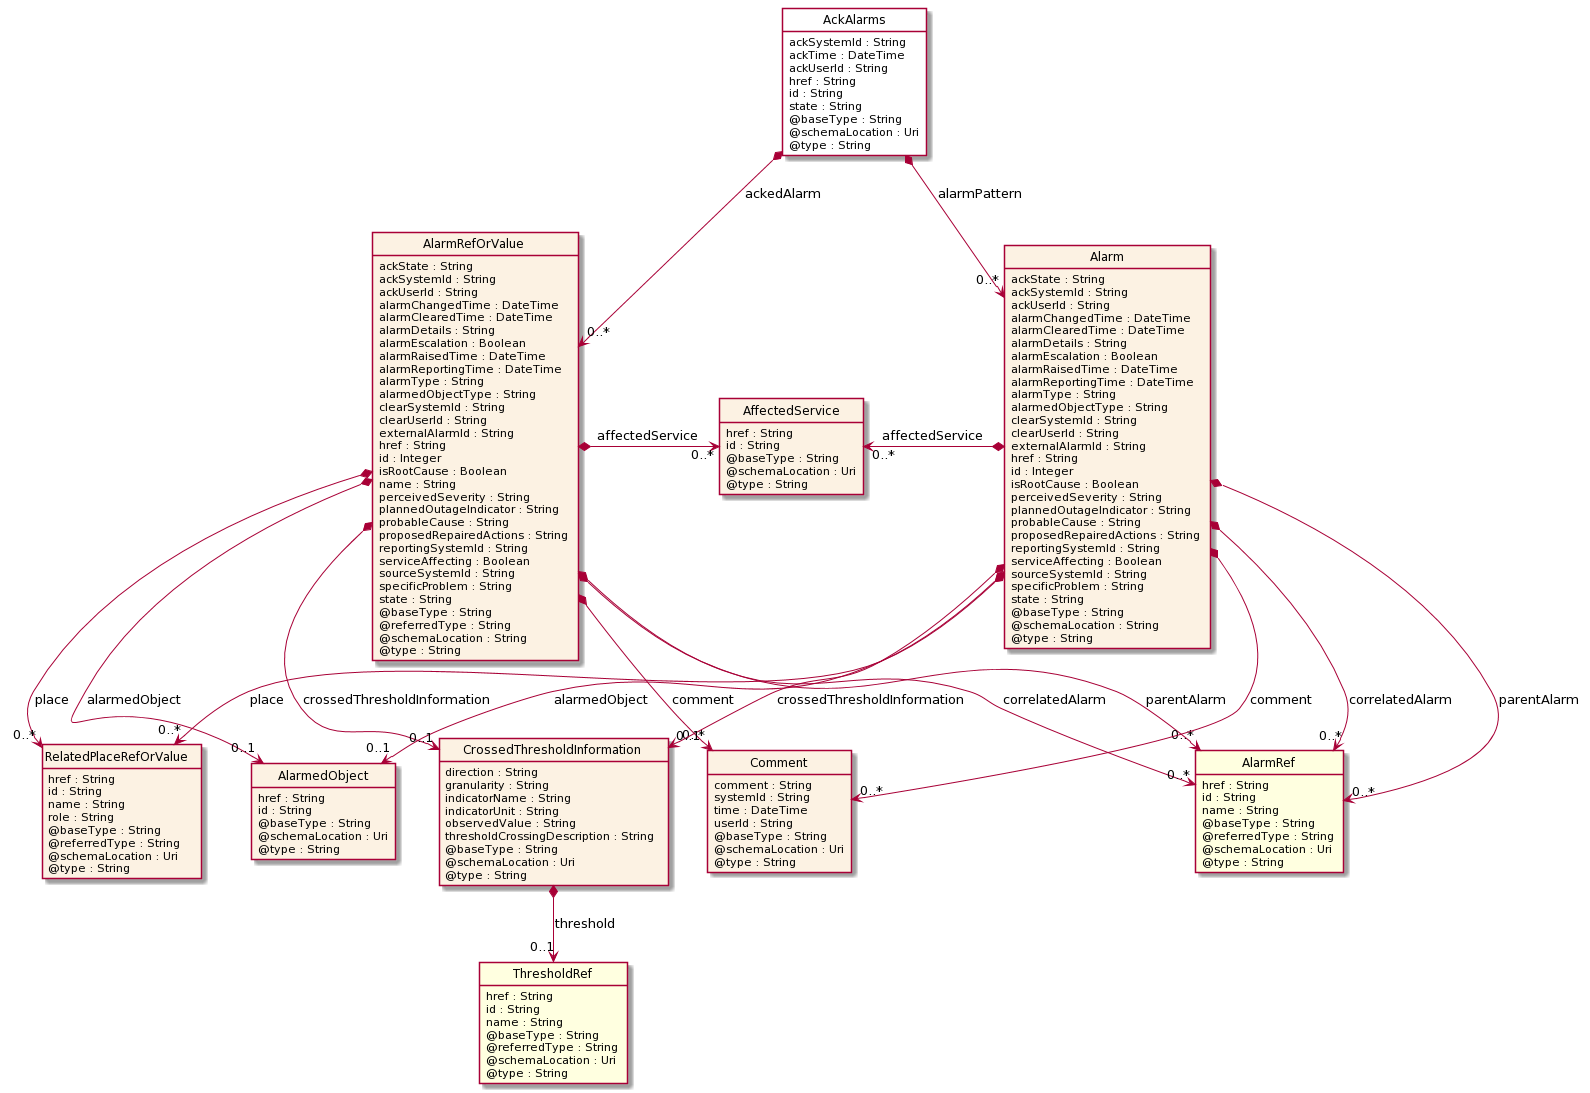 AckAlarms
ackSystemId : String
ackTime : DateTime
ackUserId : String
href : String
id : String
state : String
@baseType : String
@schemaLocation : Uri
@type : String
ackedAlarm
alarmPattern
0..*
0..*
AlarmRefOrValue
ackState : String
ackSystemId : String
ackUserId : String
alarmChangedTime : DateTime
alarmClearedTime : DateTime
alarmDetails : String
alarmEscalation : Boolean
alarmRaisedTime : DateTime
alarmReportingTime : DateTime
alarmType : String
alarmedObjectType : String
clearSystemId : String
clearUserId : String
externalAlarmId : String
href : String
id : Integer
isRootCause : Boolean
name : String
perceivedSeverity : String
plannedOutageIndicator : String
probableCause : String
proposedRepairedActions : String
reportingSystemId : String
serviceAffecting : Boolean
sourceSystemId : String
specificProblem : String
state : String
@baseType : String
@referredType : String
@schemaLocation : String
@type : String
affectedService
0..*
AffectedService
href : String
id : String
@baseType : String
@schemaLocation : Uri
@type : String
affectedService
0..*
Alarm
ackState : String
ackSystemId : String
ackUserId : String
alarmChangedTime : DateTime
alarmClearedTime : DateTime
alarmDetails : String
alarmEscalation : Boolean
alarmRaisedTime : DateTime
alarmReportingTime : DateTime
alarmType : String
alarmedObjectType : String
clearSystemId : String
clearUserId : String
externalAlarmId : String
href : String
id : Integer
isRootCause : Boolean
perceivedSeverity : String
plannedOutageIndicator : String
probableCause : String
proposedRepairedActions : String
reportingSystemId : String
serviceAffecting : Boolean
sourceSystemId : String
specificProblem : String
state : String
@baseType : String
@schemaLocation : String
@type : String
place
alarmedObject
place
crossedThresholdInformation
alarmedObject
comment
crossedThresholdInformation
correlatedAlarm
parentAlarm
comment
correlatedAlarm
parentAlarm
0..*
0..*
0..1
0..1
0..1
0..1
0..*
0..*
0..*
0..*
0..*
0..*
RelatedPlaceRefOrValue
href : String
id : String
name : String
role : String
@baseType : String
@referredType : String
@schemaLocation : Uri
@type : String
AlarmedObject
href : String
id : String
@baseType : String
@schemaLocation : Uri
@type : String
CrossedThresholdInformation
direction : String
granularity : String
indicatorName : String
indicatorUnit : String
observedValue : String
thresholdCrossingDescription : String
@baseType : String
@schemaLocation : Uri
@type : String
Comment
comment : String
systemId : String
time : DateTime
userId : String
@baseType : String
@schemaLocation : Uri
@type : String
AlarmRef
href : String
id : String
name : String
@baseType : String
@referredType : String
@schemaLocation : Uri
@type : String
threshold
0..1
ThresholdRef
href : String
id : String
name : String
@baseType : String
@referredType : String
@schemaLocation : Uri
@type : String